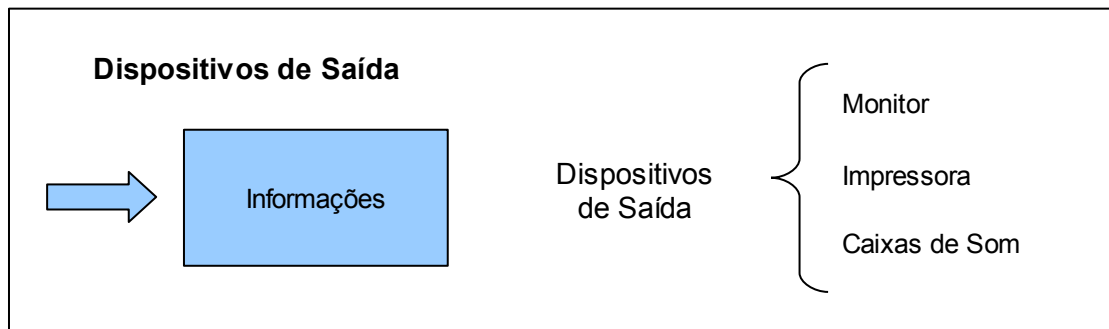 Dispositivos de Saída
Informações
Dispositivos
de Saída
Monitor
Impressora
Caixas de Som